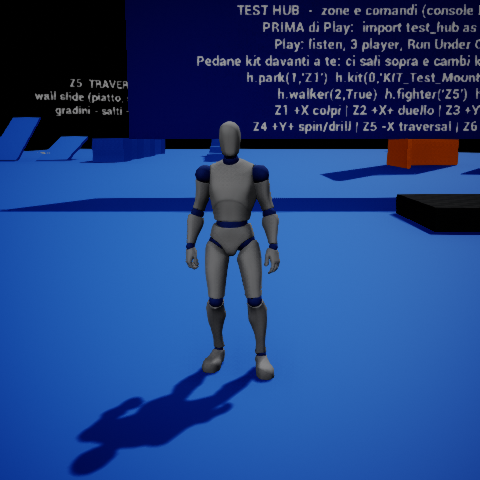 TEST HUB - zone e comandi (console
PRIMA di Play: import test_hub as
Play: listen, 3 player, Run Under
Pedane kit davanti a te: ci sali sopra e cambi k
h.park(1,'Z1') h.kit(0,'KIT_Test_Mount
h.walker(2,True) h.fighter('Z5')
Z1 +X colpi | Z2 +X+ duello | Z3 +Y
Z4 +Y+ spin/drill | Z5 -X traversal | Z6
Z5 TRAVER
wall slide (piatto,
gradini - salti -